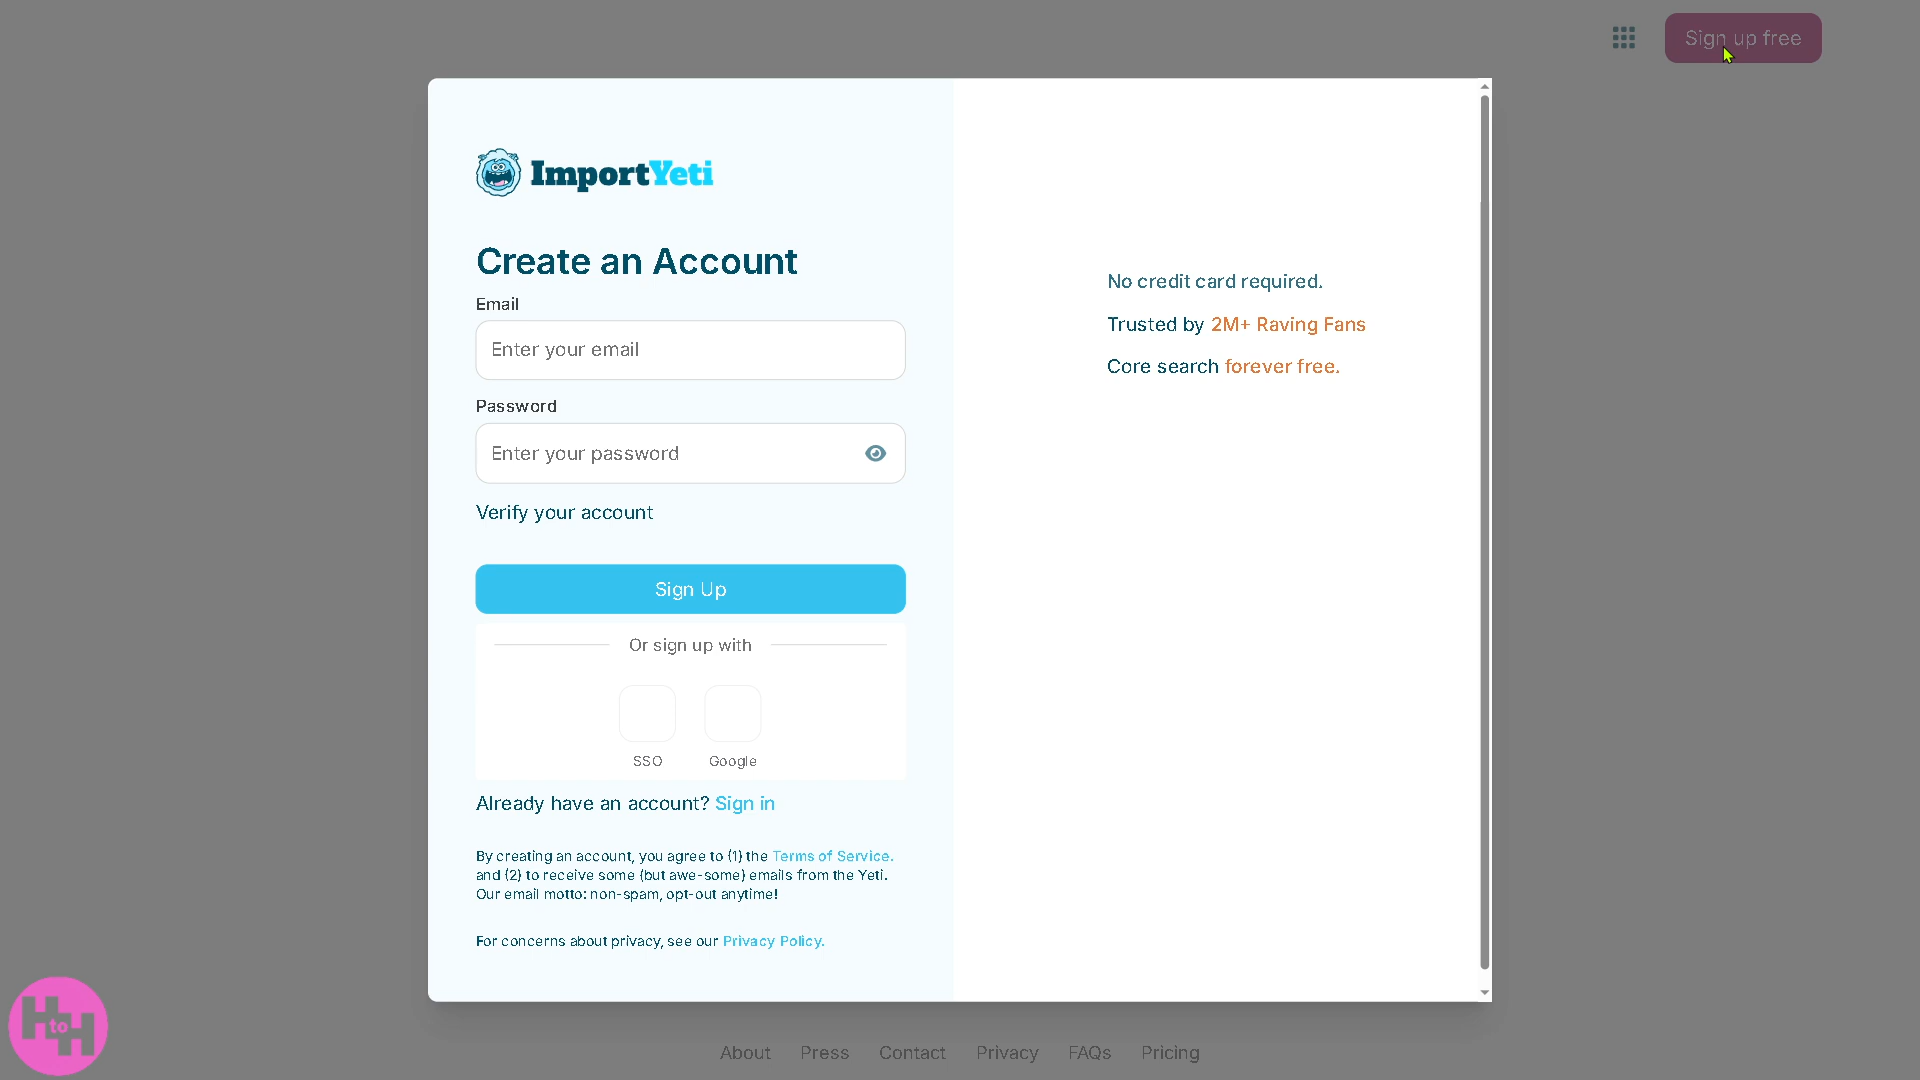 Sign up free
ImportYeti
Create an Account
Email
Enter your email
Password
Enter your password
Verify your account
Sign Up
Or sign up with
SSO
Google
Already have an account? Sign in
By creating an account, you agree to (1) the Terms of Service.
and (2) to receive some (but awe-some) emails from the Yeti.
Our email motto: non-spam, opt-out anytime!
For concerns about privacy, see our Privacy Policy.
No credit card required.
Trusted by 2M+ Raving Fans
Core search forever free.
H to H
About
Press
Contact
Privacy
FAQs
Pricing